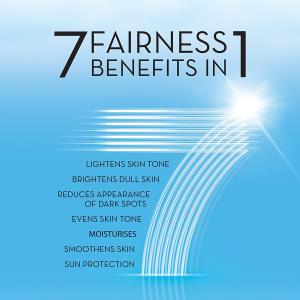 7 FAIRNESS
BENEFITS IN 1
LIGHTENS SKIN TONE
BRIGHTENS DULL SKIN
REDUCES APPEARANCE
OF DARK SPOTS
EVENS SKIN TONE
MOISTURISES
SMOOTHENS SKIN
SUN PROTECTION